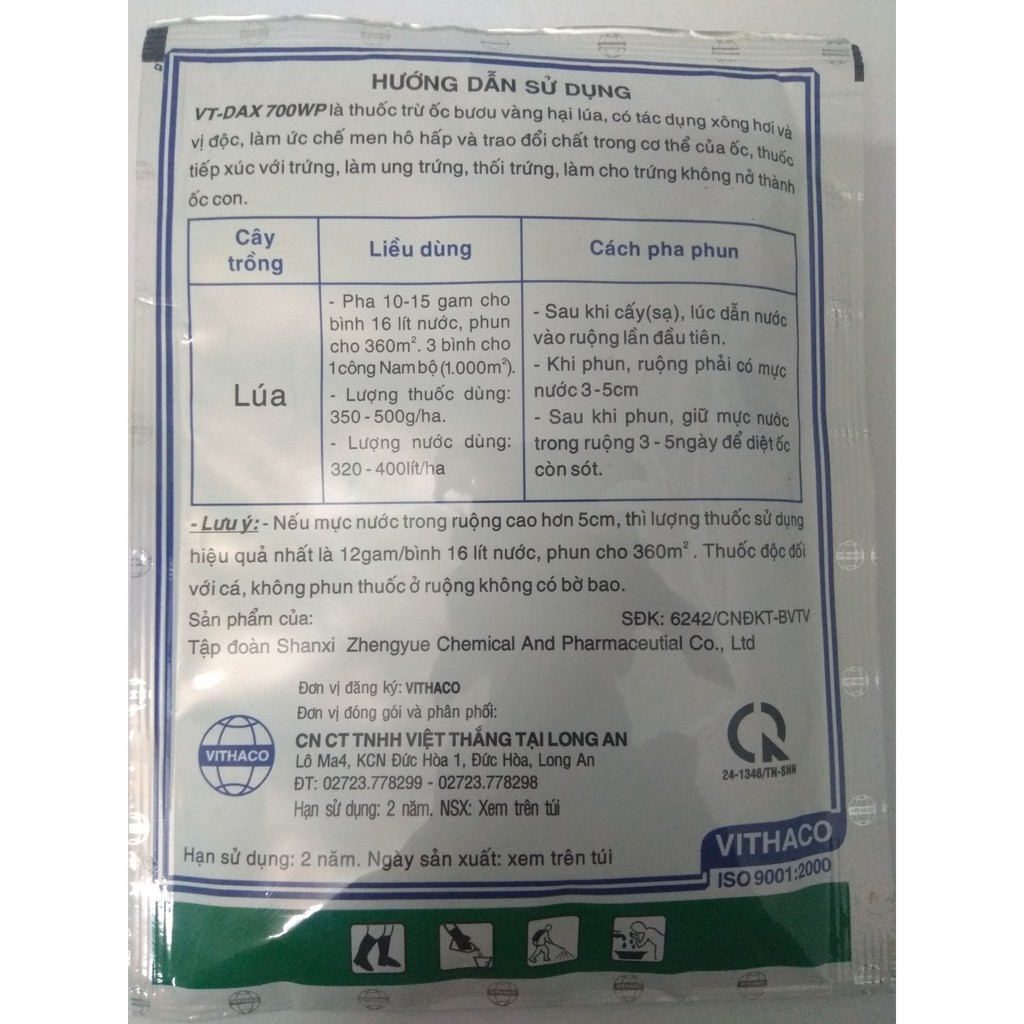 HƯỚNG DẪN SỬ DỤNG
VT-DAX 700WP là thuốc trừ ốc bươu vàng hại lúa, có tác dụng xông hơi và
vị độc, làm ức chế men hô hấp và trao đổi chất trong cơ thể của ốc, thuốc
tiếp xúc với trứng, làm ung trứng, thối trứng, làm cho trứng không nở thành
ốc con.
Cây
trồng
Liều dùng
Cách pha phun
Lúa
- Pha 10-15 gam cho
bình 16 lít nước, phun
cho 360m². 3 bình cho
1công Nam bộ (1.000m²).
- Lượng thuốc dùng:
350 - 500g/ha.
- Lượng nước dùng:
320 - 400lít/ha
- Sau khi cấy(sạ), lúc dẫn nước
vào ruộng lần đầu tiên.
- Khi phun, ruộng phải có mực
nước 3-5cm
- Sau khi phun, giữ mực nước
trong ruộng 3 - 5ngày để diệt ốc
còn sót.
- Lưu ý: - Nếu mực nước trong ruộng cao hơn 5cm, thì lượng thuốc sử dụng
hiệu quả nhất là 12gam/bình 16 lít nước, phun cho 360m². Thuốc độc đối
với cá, không phun thuốc ở ruộng không có bờ bao.
Sản phẩm của: SĐK: 6242/CNĐKT-BVTV
Tập đoàn Shanxi Zhengyue Chemical And Pharmaceutial Co., Ltd
Đơn vị đăng ký: VITHACO
Đơn vị đóng gói và phân phối:
CN CT TNHH VIỆT THẮNG TẠI LONG AN
Lô Ma4, KCN Đức Hòa 1, Đức Hòa, Long An
ĐT: 02723.778299 - 02723.778298
Hạn sử dụng: 2 năm. NSX: Xem trên túi
VITHACO
24-1346/TN-SNN
Hạn sử dụng: 2 năm. Ngày sản xuất: xem trên túi
VITHACO
ISO 9001:2000